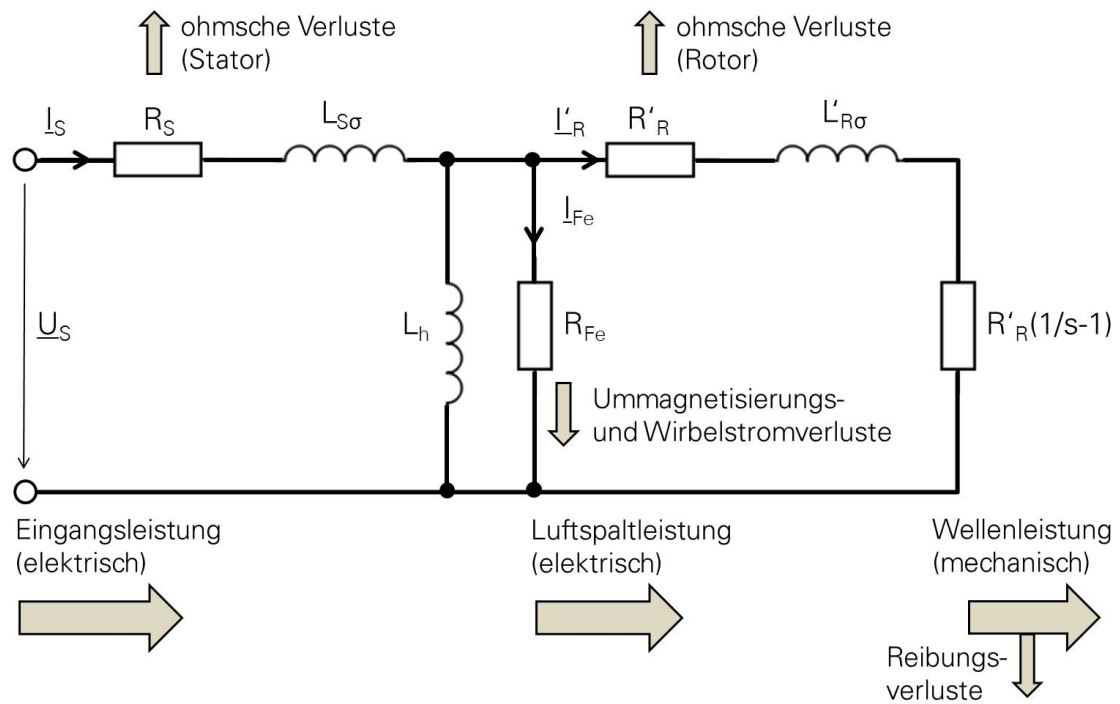 ohmsche Verluste
(Stator)
ohmsche Verluste
(Rotor)
I_S
R_S
L_Sσ
I'_R
R'_R
L'_Rσ
I_Fe
U_S
L_h
R_Fe
R'_R(1/s-1)
Ummagnetisierungs-
und Wirbelstromverluste
Eingangsleistung
(elektrisch)
Luftspaltleistung
(elektrisch)
Wellenleistung
(mechanisch)
Reibungs-
verluste